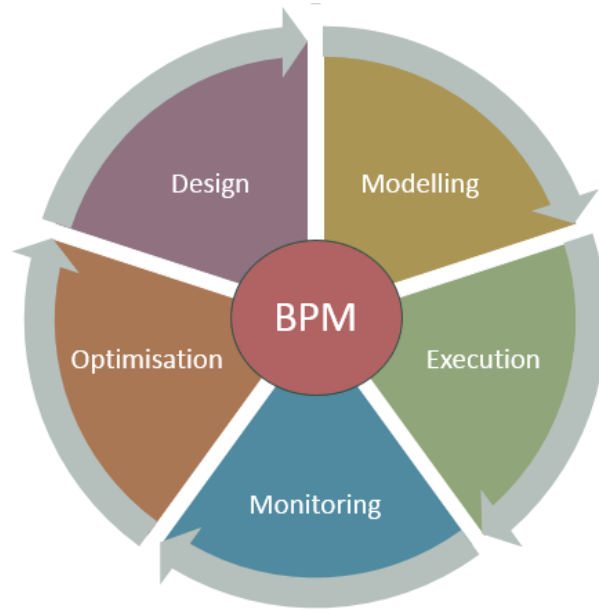 Design
Modelling
BPM
Optimisation
Execution
Monitoring